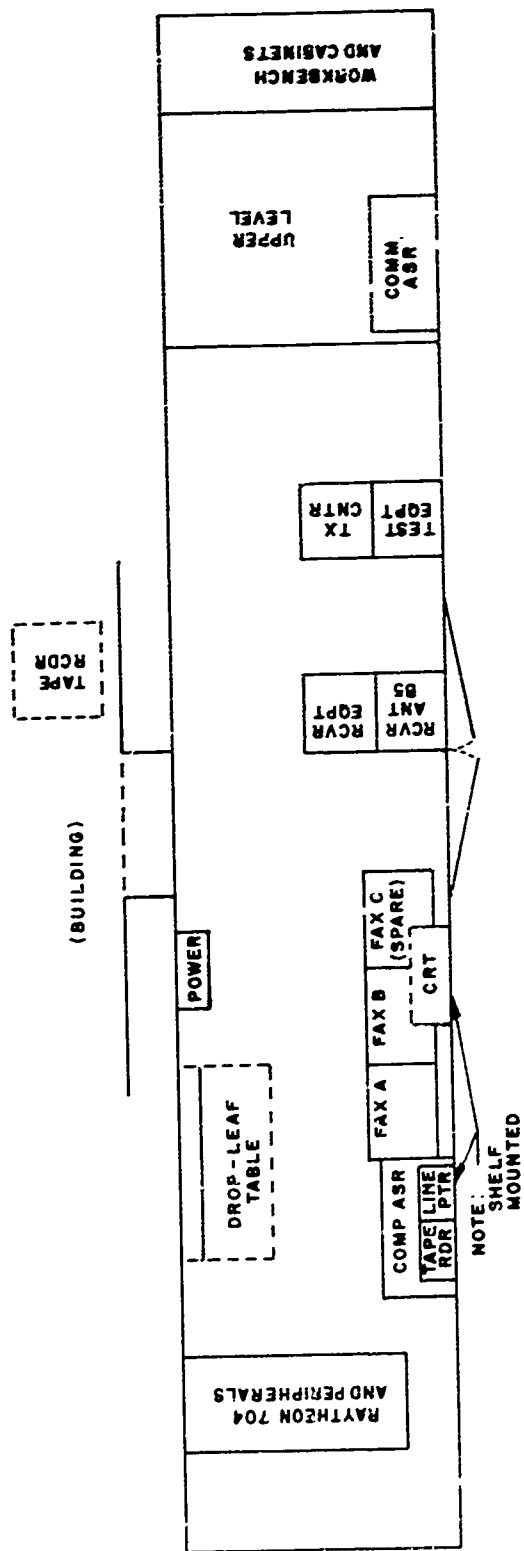 WORKBENCH
AND CABINETS
UPPER
LEVEL
COMM.
ASR
TX
CNTR
TEST
EQPT
TAPE
RCDR
RCVR
EQPT
RCVR
ANT
85
(BUILDING)
POWER
FAX C
(SPARE)
FAX B
CRT
FAX A
DROP-LEAF
TABLE
COMP ASR
TAPE
RDR
LINE
PTR
NOTE:
SHELF
MOUNTED
RAYTHEON 704
AND PERIPHERALS